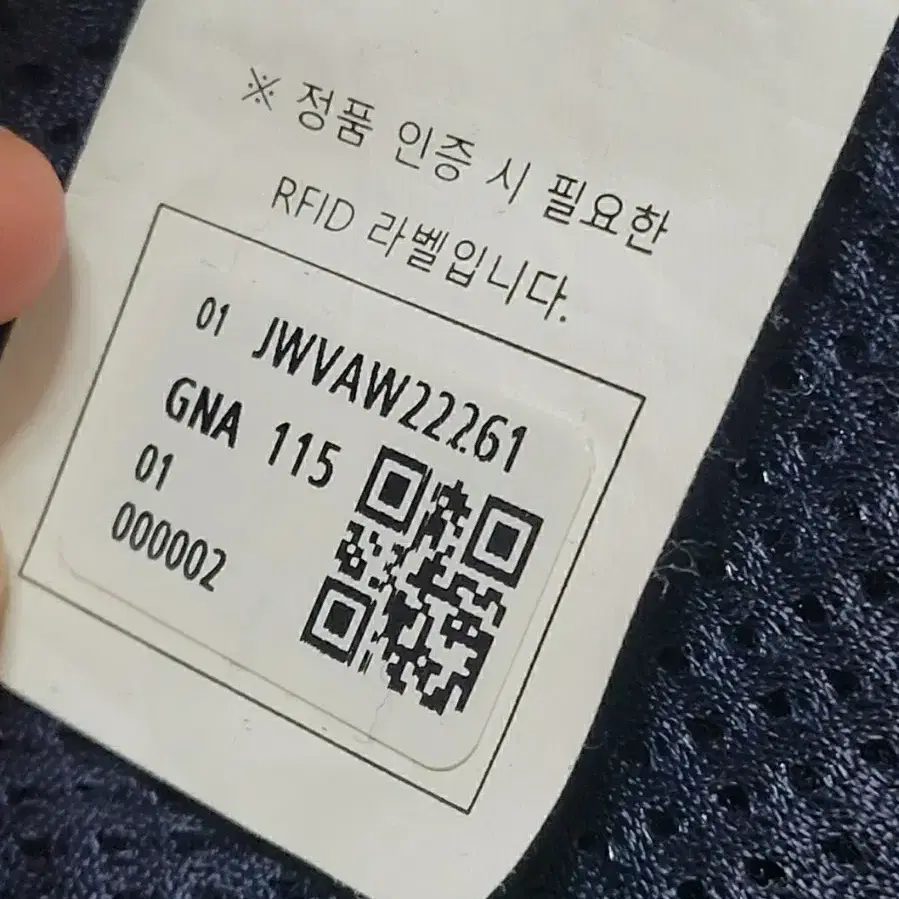 ※ 정품 인증 시 필요한
RFID 라벨입니다.
01 JWVAW22261
GNA 115
01
000002